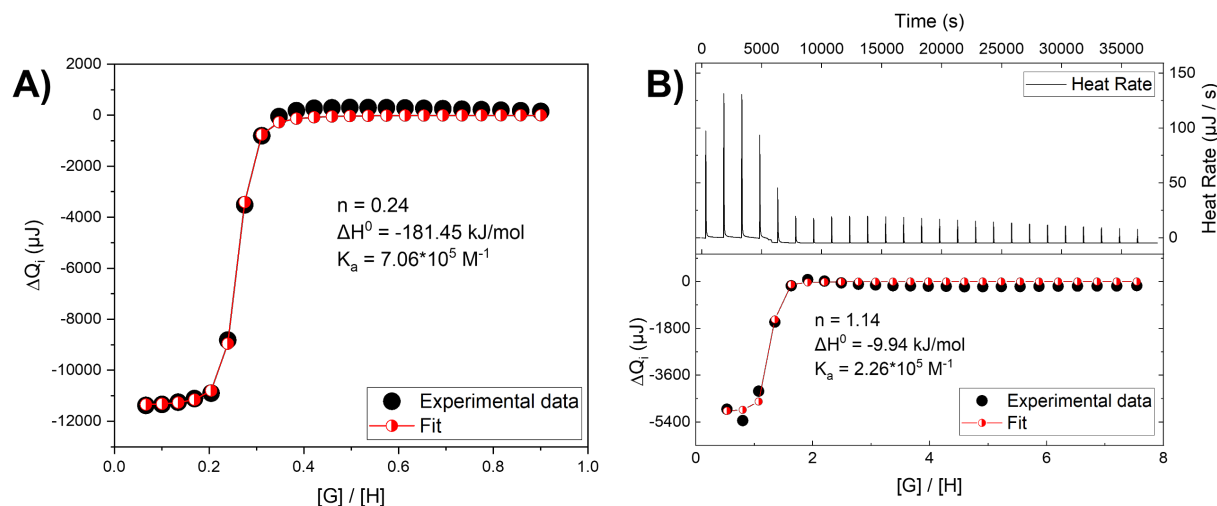 A)
2000
0
-2000
-4000
-6000
-8000
-10000
-12000
ΔQi (µJ)
n = 0.24
ΔH⁰ = -181.45 kJ/mol
Ka = 7.06*10⁵ M⁻¹
Experimental data
Fit
0.0 0.2 0.4 0.6 0.8 1.0
[G] / [H]
B)
Time (s)
0 5000 10000 15000 20000 25000 30000 35000
Heat Rate
150
100
50
0
Heat Rate (µJ / s)
0
-1800
-3600
-5400
ΔQi (µJ)
n = 1.14
ΔH⁰ = -9.94 kJ/mol
Ka = 2.26*10⁵ M⁻¹
Experimental data
Fit
0 2 4 6 8
[G] / [H]